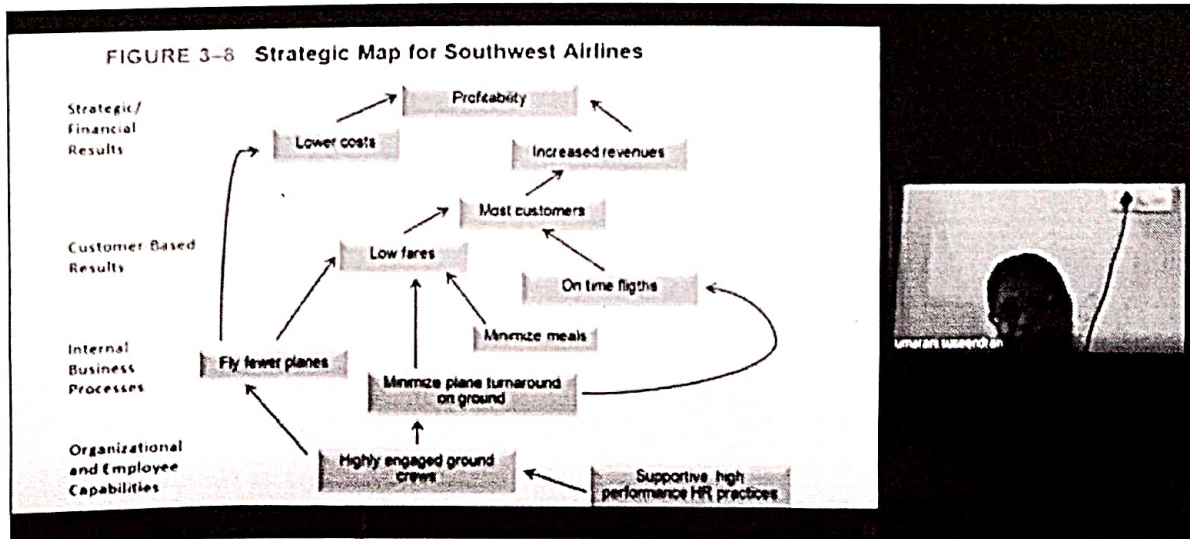 FIGURE 3–8 Strategic Map for Southwest Airlines
Strategic/
Financial
Results
Profitability
Lower costs
Increased revenues
Customer Based
Results
Most customers
Low fares
On time fligths
Internal
Business
Processes
Minimize meals
Fly fewer planes
Minimize plane turnaround
on ground
Organizational
and Employee
Capabilities
Highly engaged ground
crews
Supportive high
performance HR practices